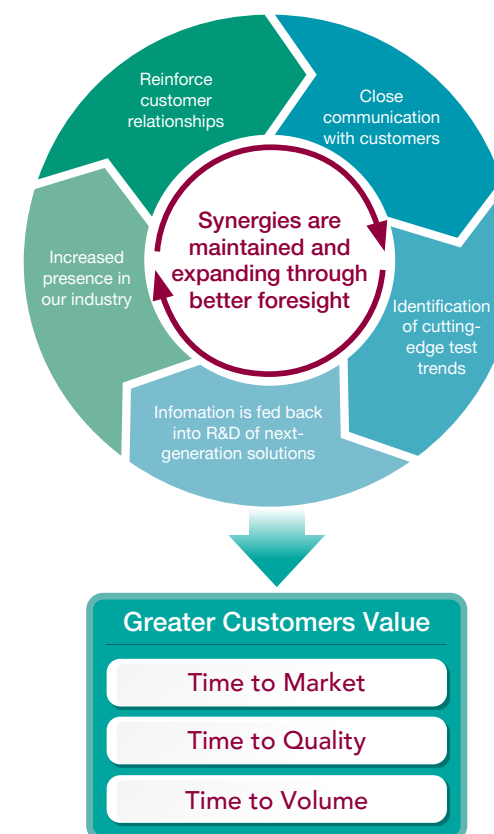 Reinforce
customer
relationships
Close
communication
with customers
Synergies are
maintained and
expanding through
better foresight
Increased
presence in
our industry
Identification
of cutting-
edge test
trends
Infomation is fed back
into R&D of next-
generation solutions
Greater Customers Value
Time to Market
Time to Quality
Time to Volume